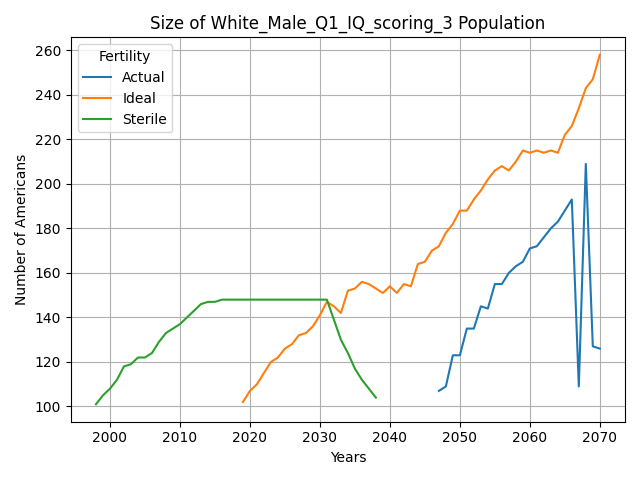 Size of White_Male_Q1_IQ_scoring_3 Population
Fertility
Actual
Ideal
Sterile
Number of Americans
260
240
220
200
180
160
140
120
100
2000 2010 2020 2030 2040 2050 2060 2070
Years